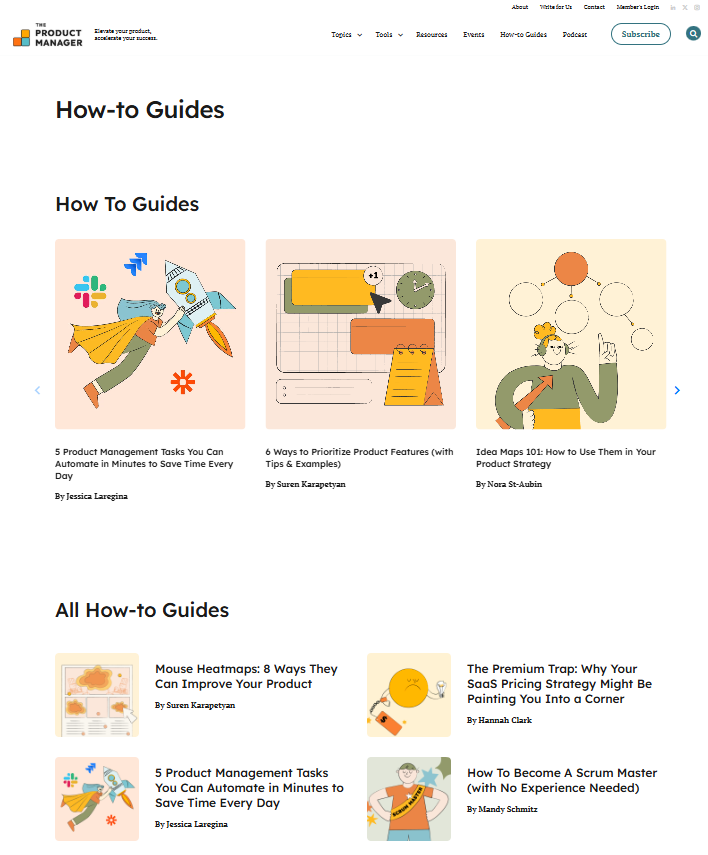 About Write for Us Contact Member's Login
THE
PRODUCT
MANAGER
Elevate your product,
accelerate your success.
Topics Tools Resources Events How-to Guides Podcast Subscribe
How-to Guides
How To Guides
+1
5 Product Management Tasks You Can
Automate in Minutes to Save Time Every
Day
By Jessica Laregina
6 Ways to Prioritize Product Features (with
Tips & Examples)
By Suren Karapetyan
Idea Maps 101: How to Use Them in Your
Product Strategy
By Nora St-Aubin
All How-to Guides
Mouse Heatmaps: 8 Ways They
Can Improve Your Product
By Suren Karapetyan
$
The Premium Trap: Why Your
SaaS Pricing Strategy Might Be
Painting You Into a Corner
By Hannah Clark
5 Product Management Tasks
You Can Automate in Minutes to
Save Time Every Day
By Jessica Laregina
SCRUM MASTER
How To Become A Scrum Master
(with No Experience Needed)
By Mandy Schmitz